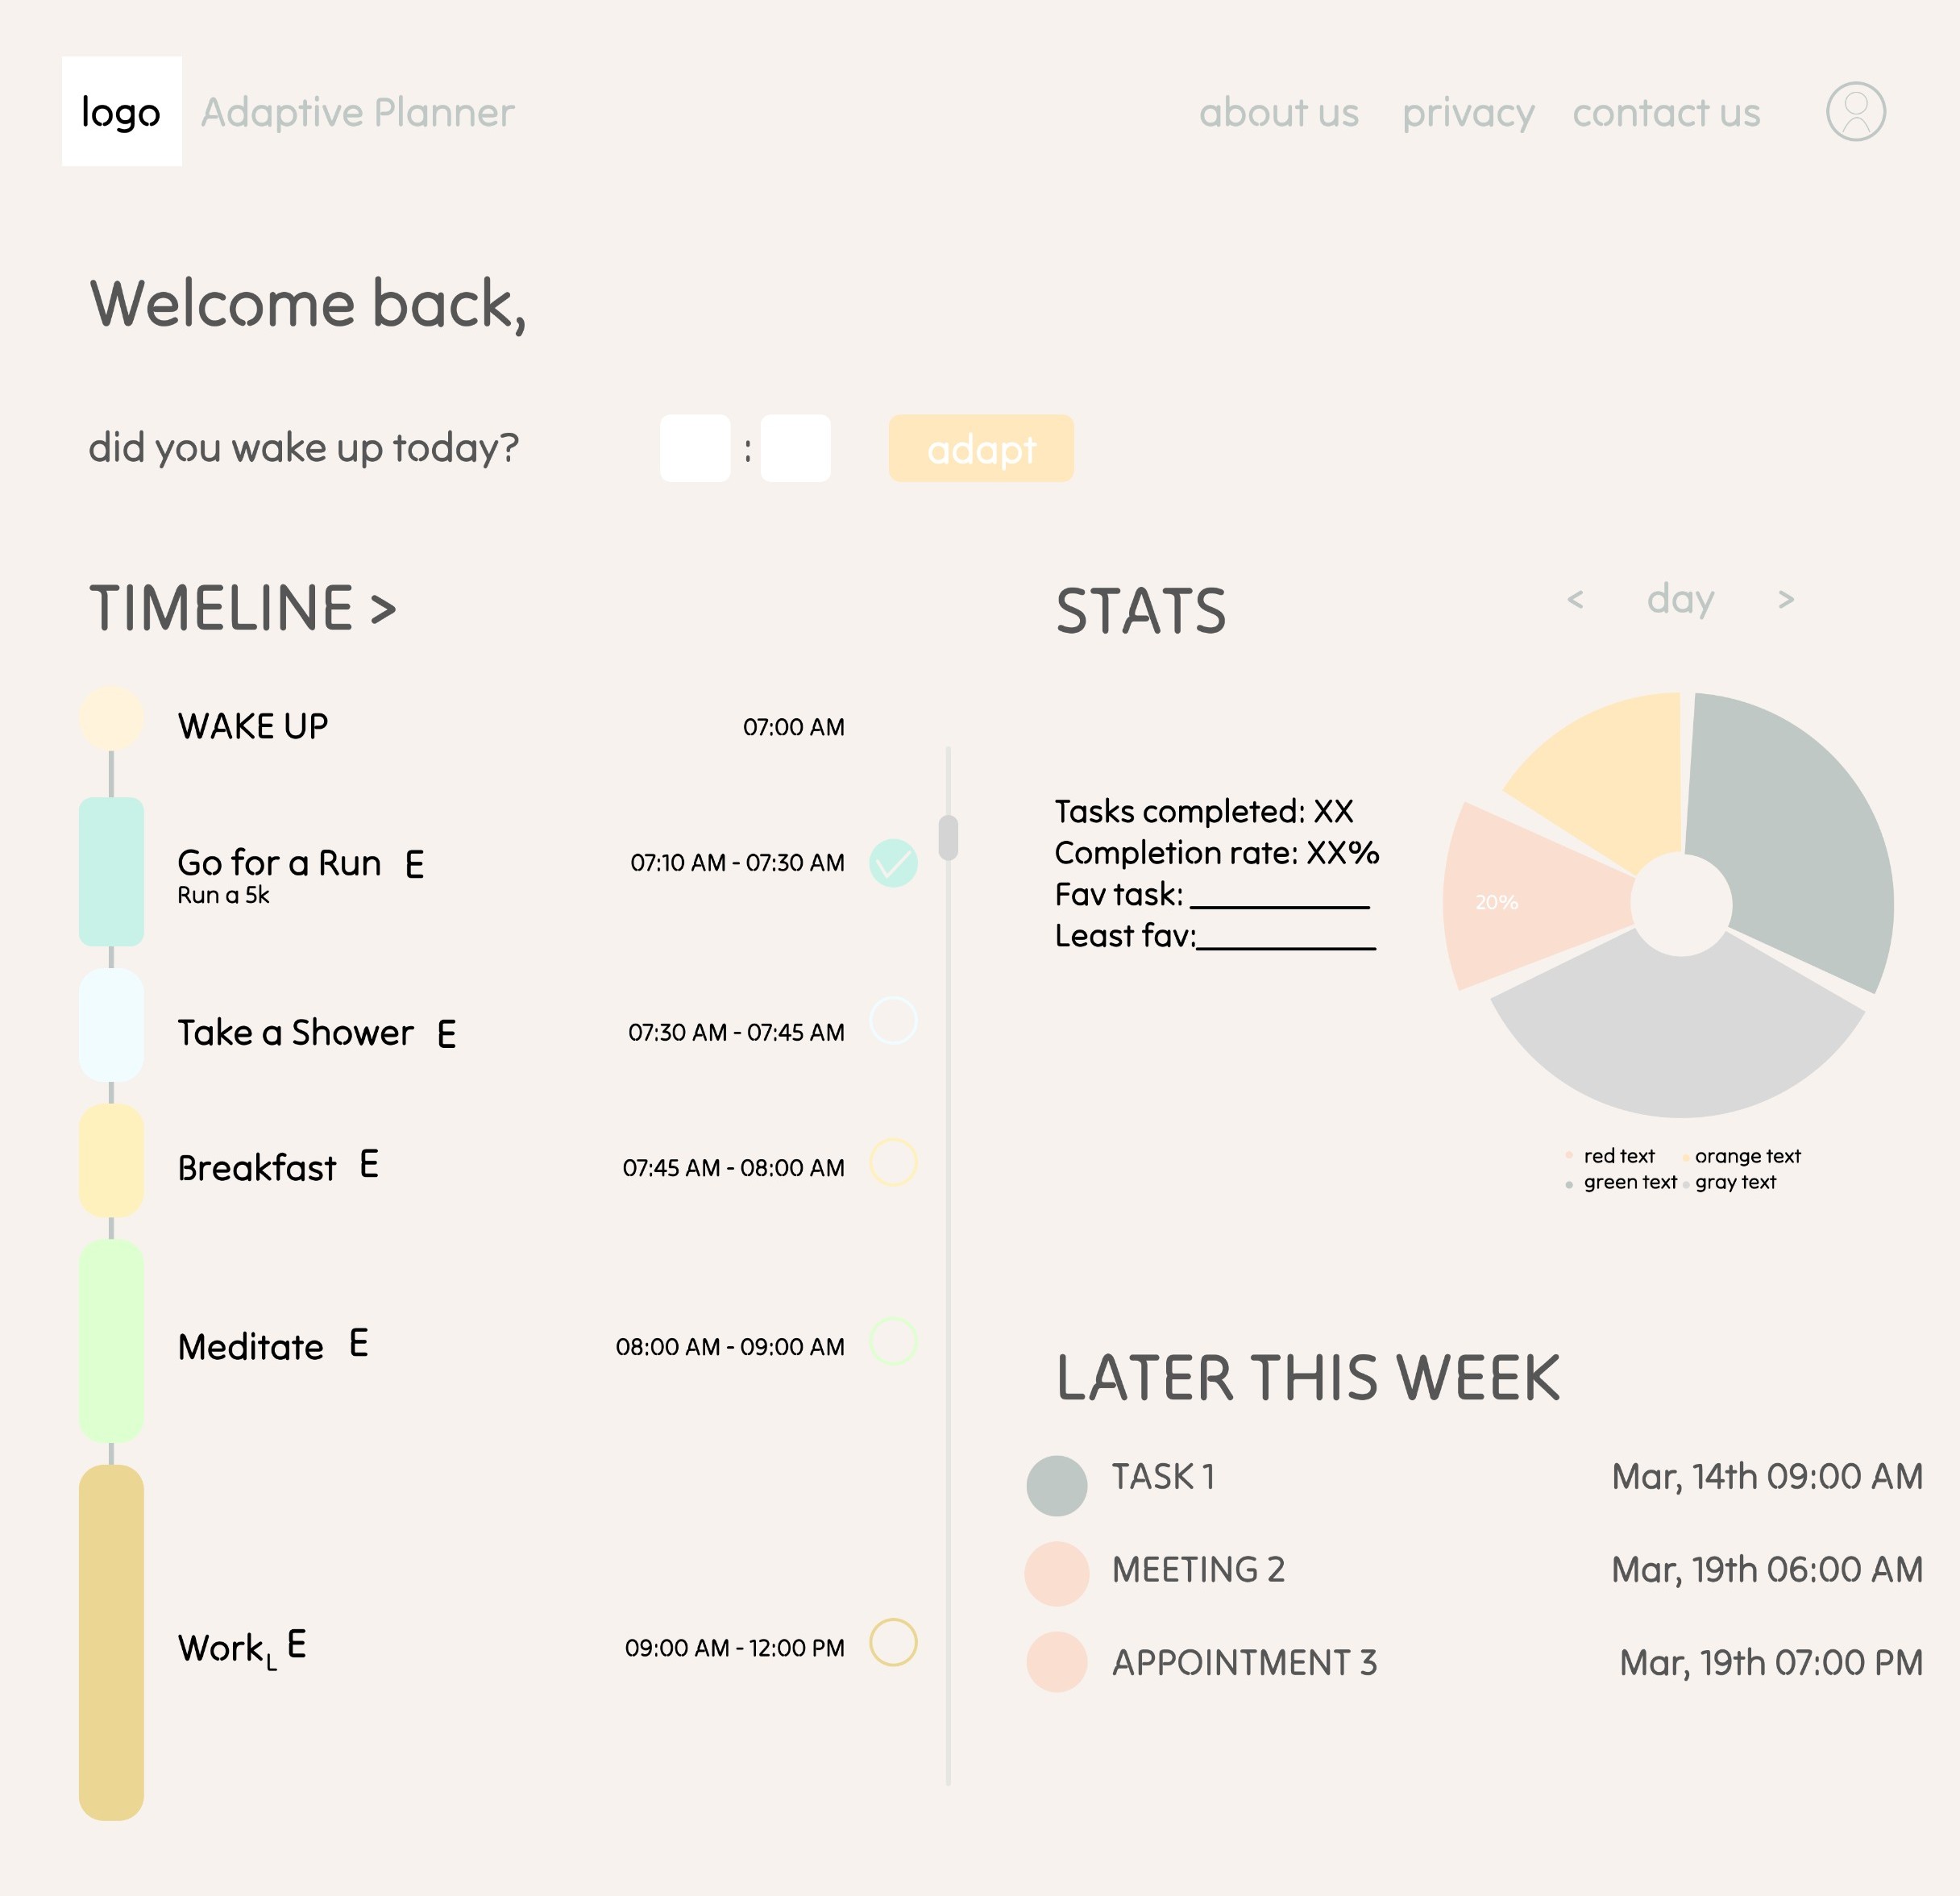 logo Adaptive Planner about us privacy contact us
Welcome back,
did you wake up today? : adapt
TIMELINE >
WAKE UP 07:00 AM
Go for a Run E 07:10 AM - 07:30 AM
Run a 5k
Take a Shower E 07:30 AM - 07:45 AM
Breakfast E 07:45 AM - 08:00 AM
Meditate E 08:00 AM - 09:00 AM
Work L E 09:00 AM - 12:00 PM
STATS < day >
Tasks completed: XX
Completion rate: XX%
Fav task: ____________
Least fav:____________
20%
red text orange text
green text gray text
LATER THIS WEEK
TASK 1 Mar, 14th 09:00 AM
MEETING 2 Mar, 19th 06:00 AM
APPOINTMENT 3 Mar, 19th 07:00 PM